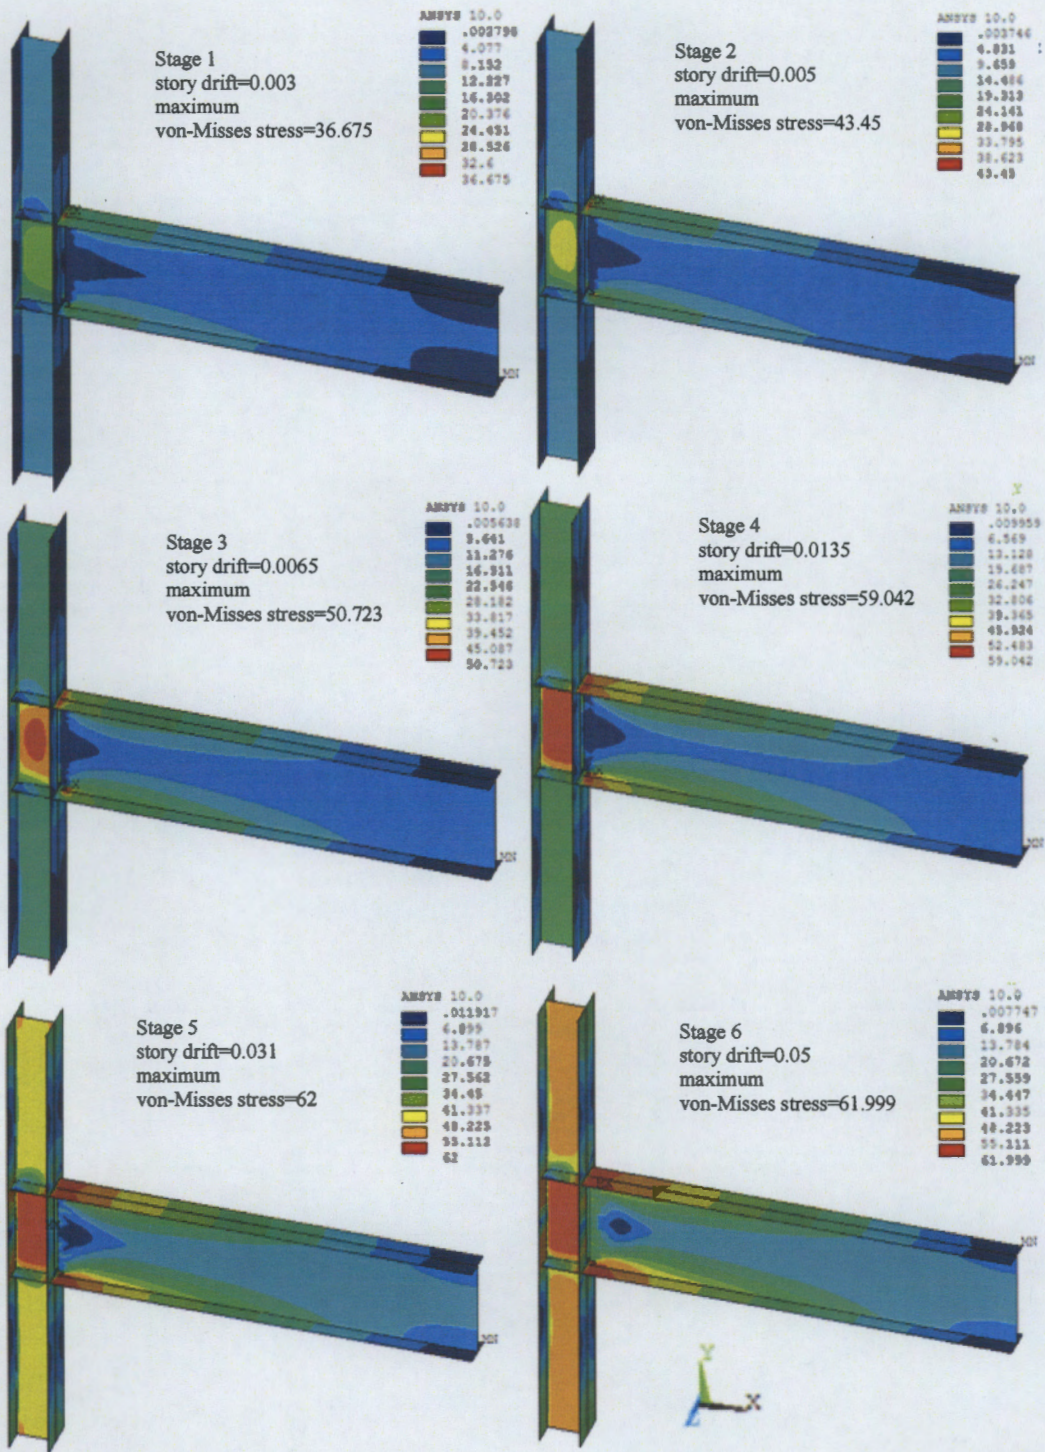 ANSYS 10.0
.002796
4.077
8.152
12.227
16.302
20.376
24.451
28.526
32.6
36.675
Stage 1
story drift=0.003
maximum
von-Misses stress=36.675
ANSYS 10.0
.003746
4.831
9.659
14.486
19.313
24.141
28.968
33.795
38.623
43.45
Stage 2
story drift=0.005
maximum
von-Misses stress=43.45
ANSYS 10.0
.005638
5.641
11.276
16.911
22.546
28.182
33.817
39.452
45.087
50.723
Stage 3
story drift=0.0065
maximum
von-Misses stress=50.723
Y
ANSYS 10.0
.009959
6.569
13.128
19.687
26.247
32.806
39.365
45.924
52.483
59.042
Stage 4
story drift=0.0135
maximum
von-Misses stress=59.042
ANSYS 10.0
.011917
6.899
13.787
20.675
27.562
34.45
41.337
48.225
55.112
62
Stage 5
story drift=0.031
maximum
von-Misses stress=62
ANSYS 10.0
.007747
6.896
13.784
20.672
27.559
34.447
41.335
48.223
55.111
61.999
Stage 6
story drift=0.05
maximum
von-Misses stress=61.999
MN
MN
MN
MN
MN
MN
Y
X
Z